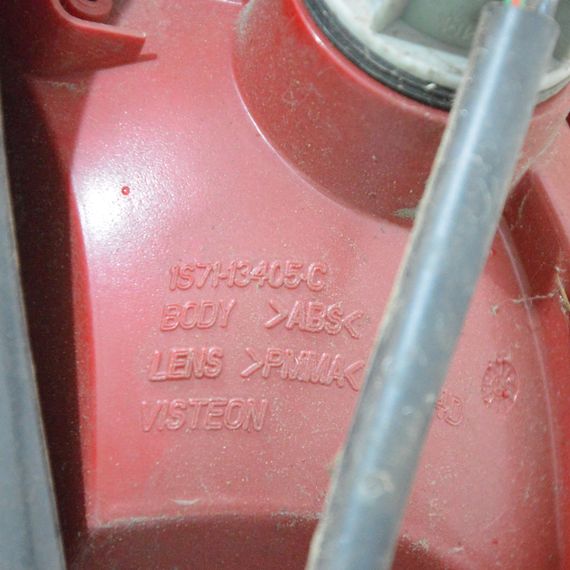 1S71-13405-C
BODY >ABS<
LENS >PMMA<
VISTEON